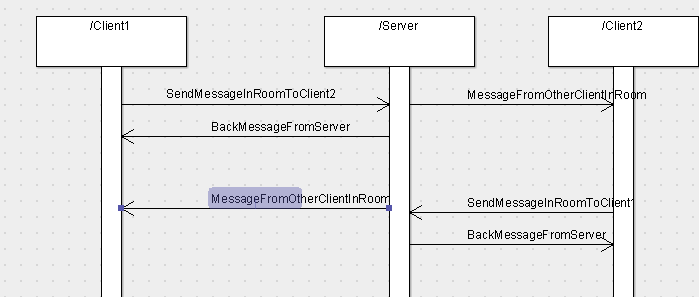 /Client1
/Server
/Client2
SendMessageInRoomToClient2
MessageFromOtherClientInRoom
BackMessageFromServer
MessageFromOtherClientInRoom
SendMessageInRoomToClient1
BackMessageFromServer